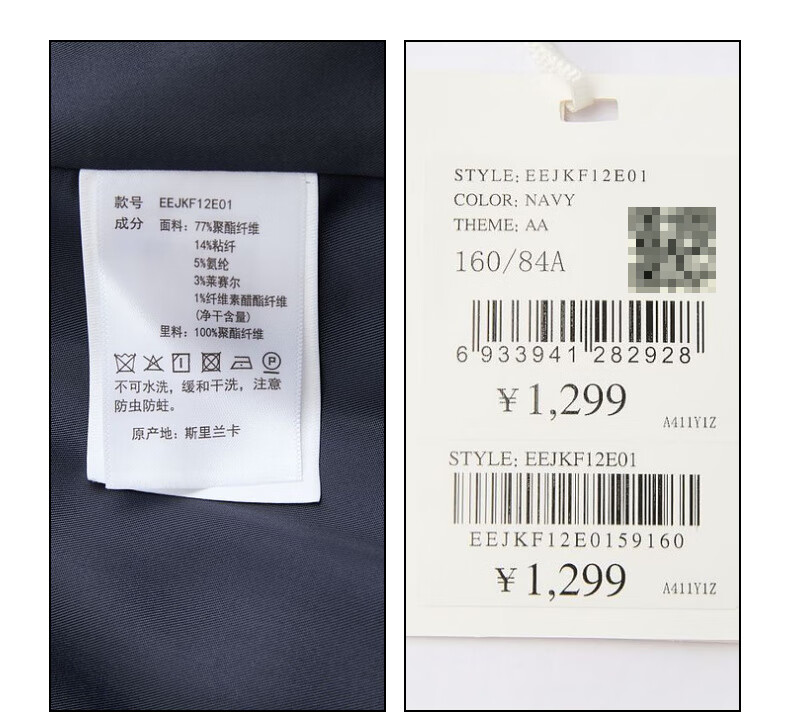 款号 EEJKF12E01
成分 面料：77%聚酯纤维
14%粘纤
5%氨纶
3%莱赛尔
1%纤维素醋酯纤维
(净干含量)
里料：100%聚酯纤维
P
不可水洗，缓和干洗，注意
防虫防蛀。
原产地：斯里兰卡
STYLE: EEJKF12E01
COLOR: NAVY
THEME: AA
160/84A
6 933941 282928
¥1,299
A411Y1Z
STYLE: EEJKF12E01
EEJKF12E0159160
¥1,299
A411Y1Z